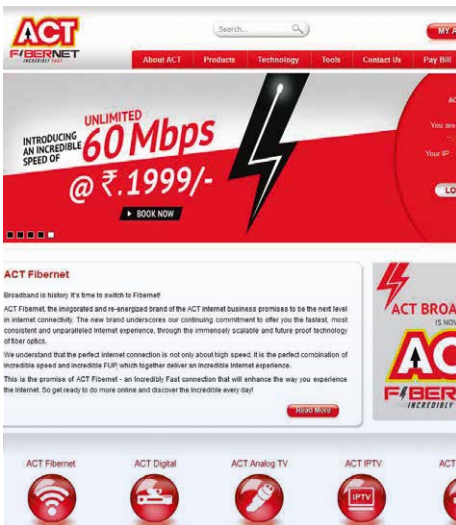 ACT
FIBERNET
INCREDIBLY FAST
Search...
MY A
About ACT Products Technology Tools Contact Us Pay Bill
INTRODUCING
AN INCREDIBLE
SPEED OF
UNLIMITED
60 Mbps
@ ₹.1999/-
BOOK NOW
AC
You are
Your IP
LO
ACT Fibernet
Broadband is history. It's time to switch to Fibernet!
ACT Fibernet, the invigorated and re-energized brand of the ACT internet business promises to be the next level
in internet connectivity. The new brand underscores our continuing commitment to offer you the fastest, most
consistent and unparalleled Internet experience, through the immensely scalable and future proof technology
of fiber optics.
We understand that the perfect internet connection is not only about high speed. It is the perfect combination of
incredible speed and incredible FUP, which together deliver an Incredible Internet experience.
This is the promise of ACT Fibernet - an Incredibly Fast connection that will enhance the way you experience
the Internet. So get ready to do more online and discover the Incredible every day!
Read More
ACT BROA
IS NOW
AC
FIBER
INCREDIBLY
ACT Fibernet ACT Digital ACT Analog TV ACT IPTV ACT
IPTV